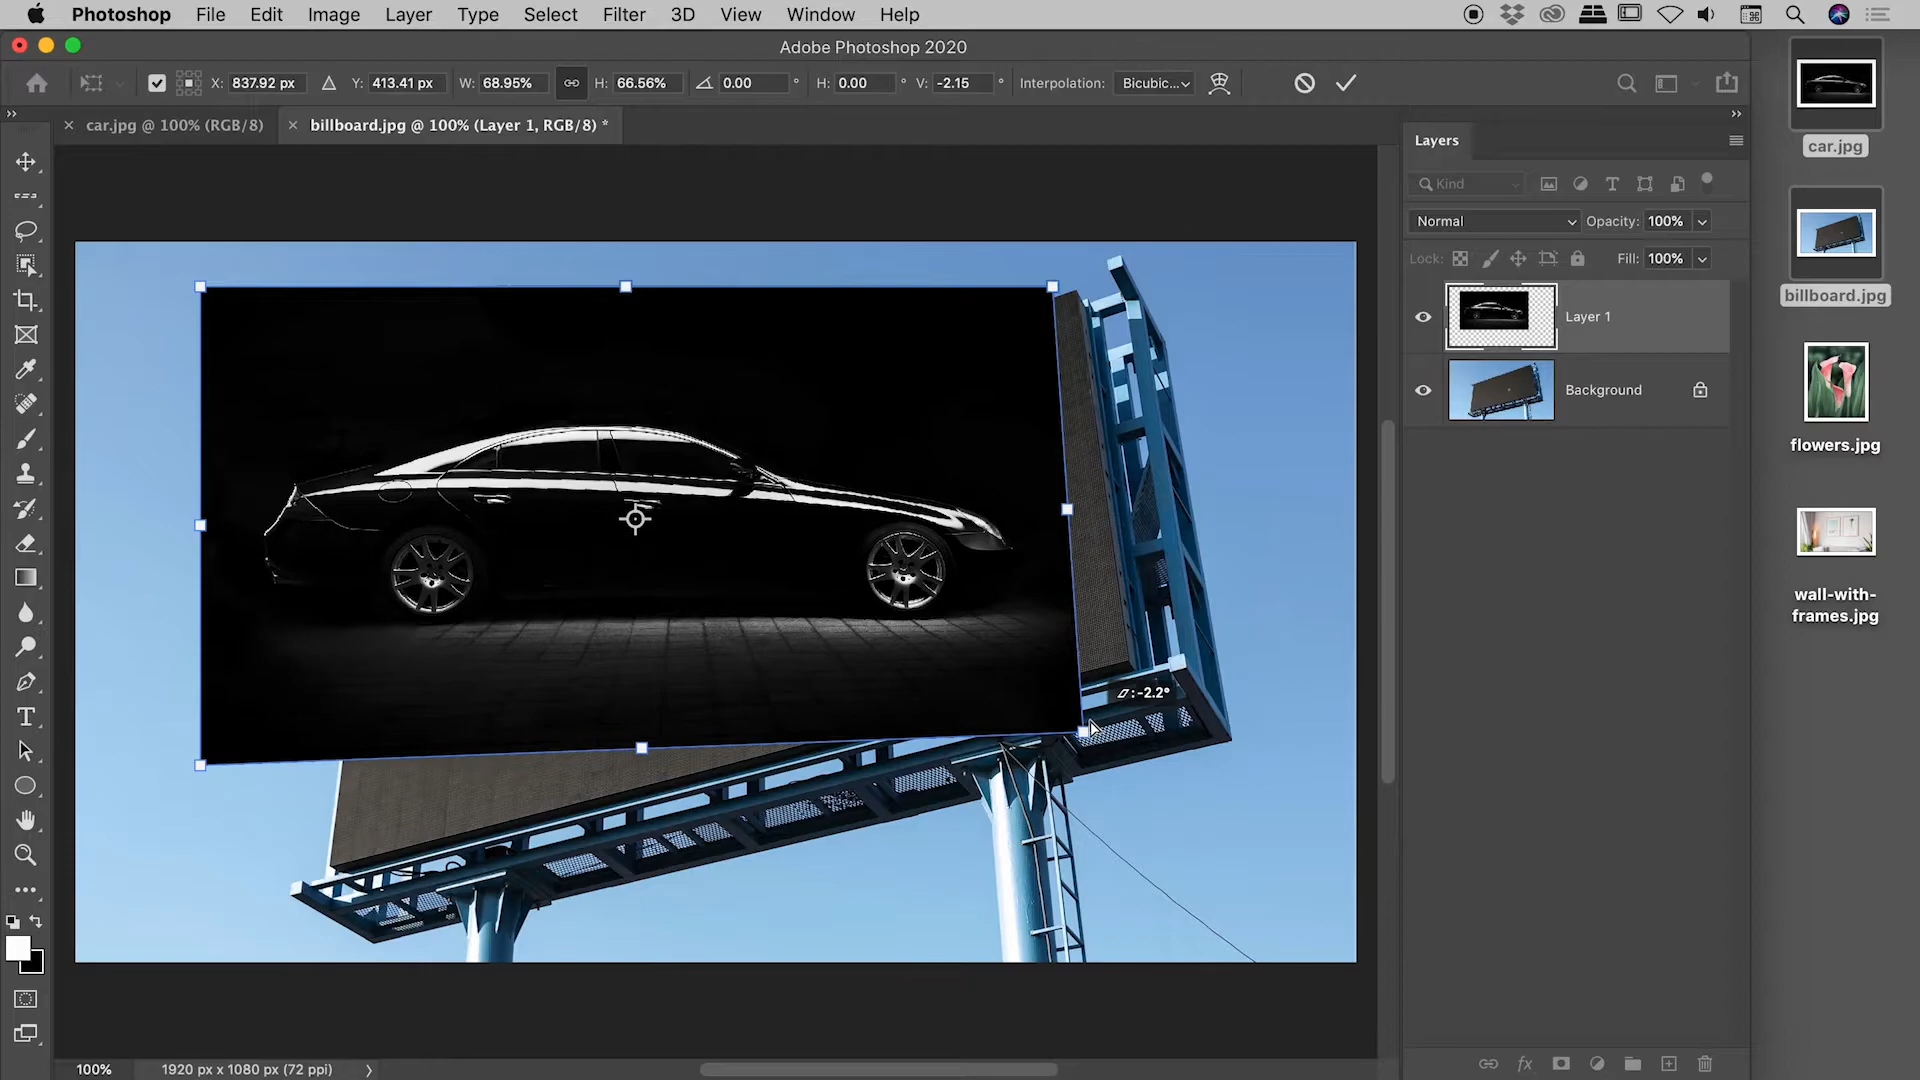 Photoshop File Edit Image Layer Type Select Filter 3D View Window Help
Adobe Photoshop 2020
X: 837.92 px Y: 413.41 px W: 68.95% H: 66.56% 0.00 ° H: 0.00 ° V: -2.15 ° Interpolation: Bicubic...
car.jpg @ 100% (RGB/8)
billboard.jpg @ 100% (Layer 1, RGB/8) *
Layers
Kind
Normal Opacity: 100%
Lock: Fill: 100%
Layer 1
Background
:-2.2°
car.jpg
billboard.jpg
flowers.jpg
wall-with-
frames.jpg
fx
100% 1920 px x 1080 px (72 ppi)